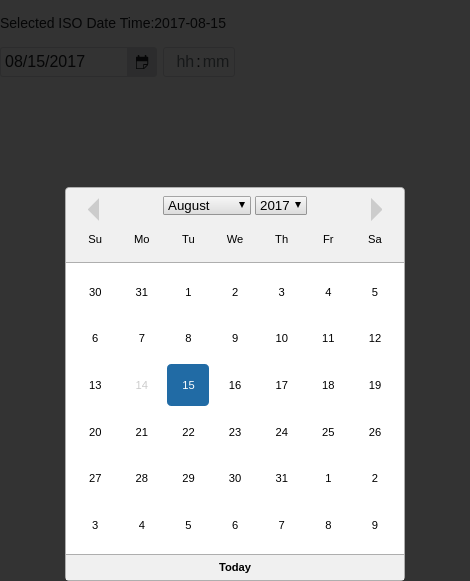 Selected ISO Date Time:2017-08-15
08/15/2017 hh:mm
August 2017
Su Mo Tu We Th Fr Sa
30 31 1 2 3 4 5
6 7 8 9 10 11 12
13 14 15 16 17 18 19
20 21 22 23 24 25 26
27 28 29 30 31 1 2
3 4 5 6 7 8 9
Today